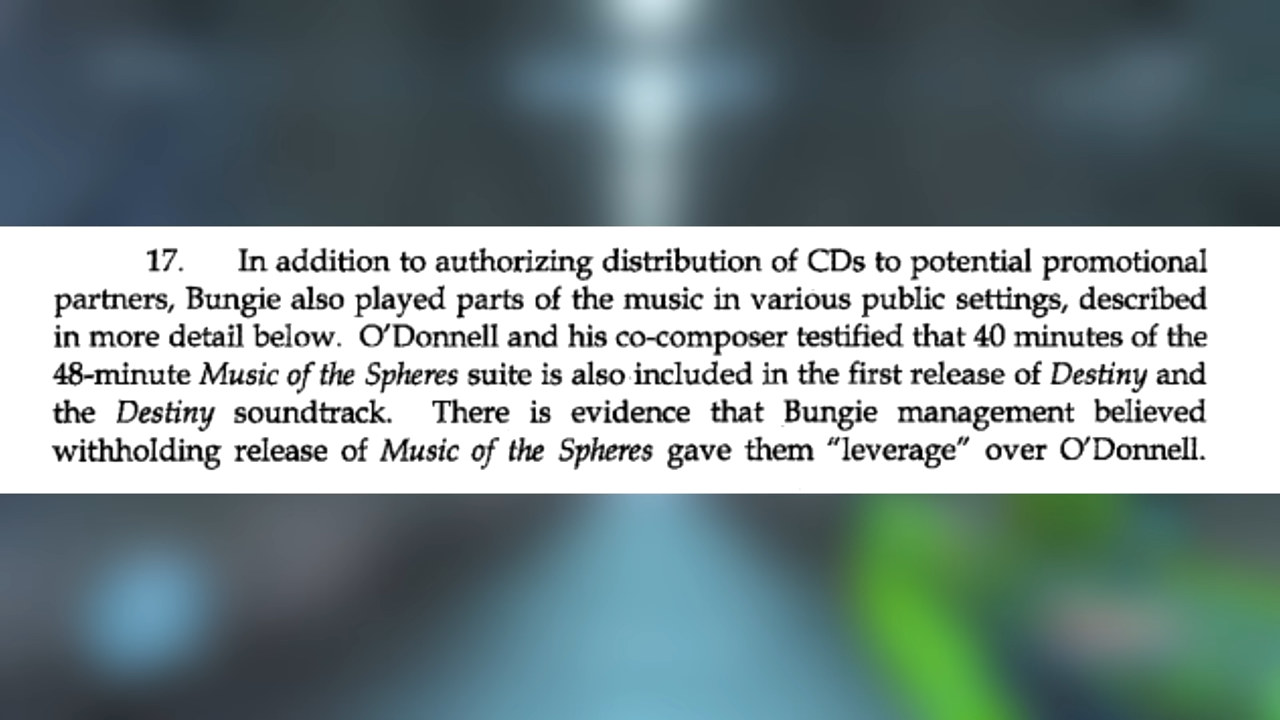 17. In addition to authorizing distribution of CDs to potential promotional
partners, Bungie also played parts of the music in various public settings, described
in more detail below. O'Donnell and his co-composer testified that 40 minutes of the
48-minute Music of the Spheres suite is also included in the first release of Destiny and
the Destiny soundtrack. There is evidence that Bungie management believed
withholding release of Music of the Spheres gave them “leverage” over O'Donnell.